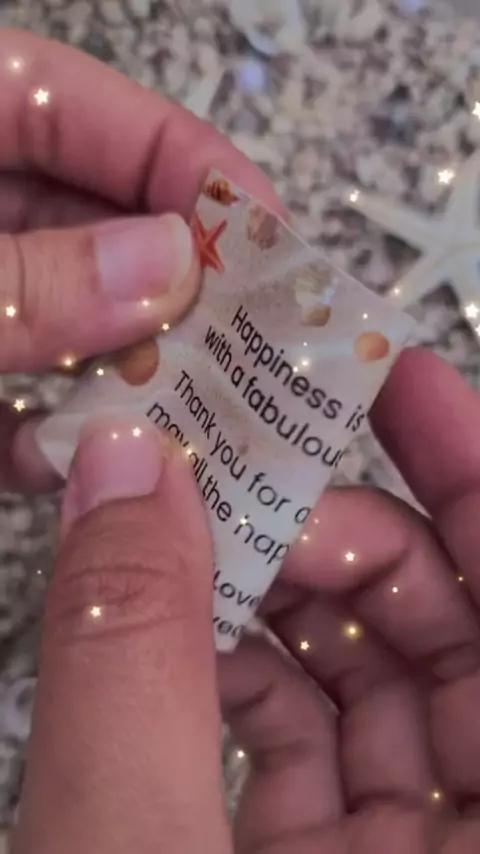 Happiness is
with a fabulou
Thank you for a
may all the hap
Love